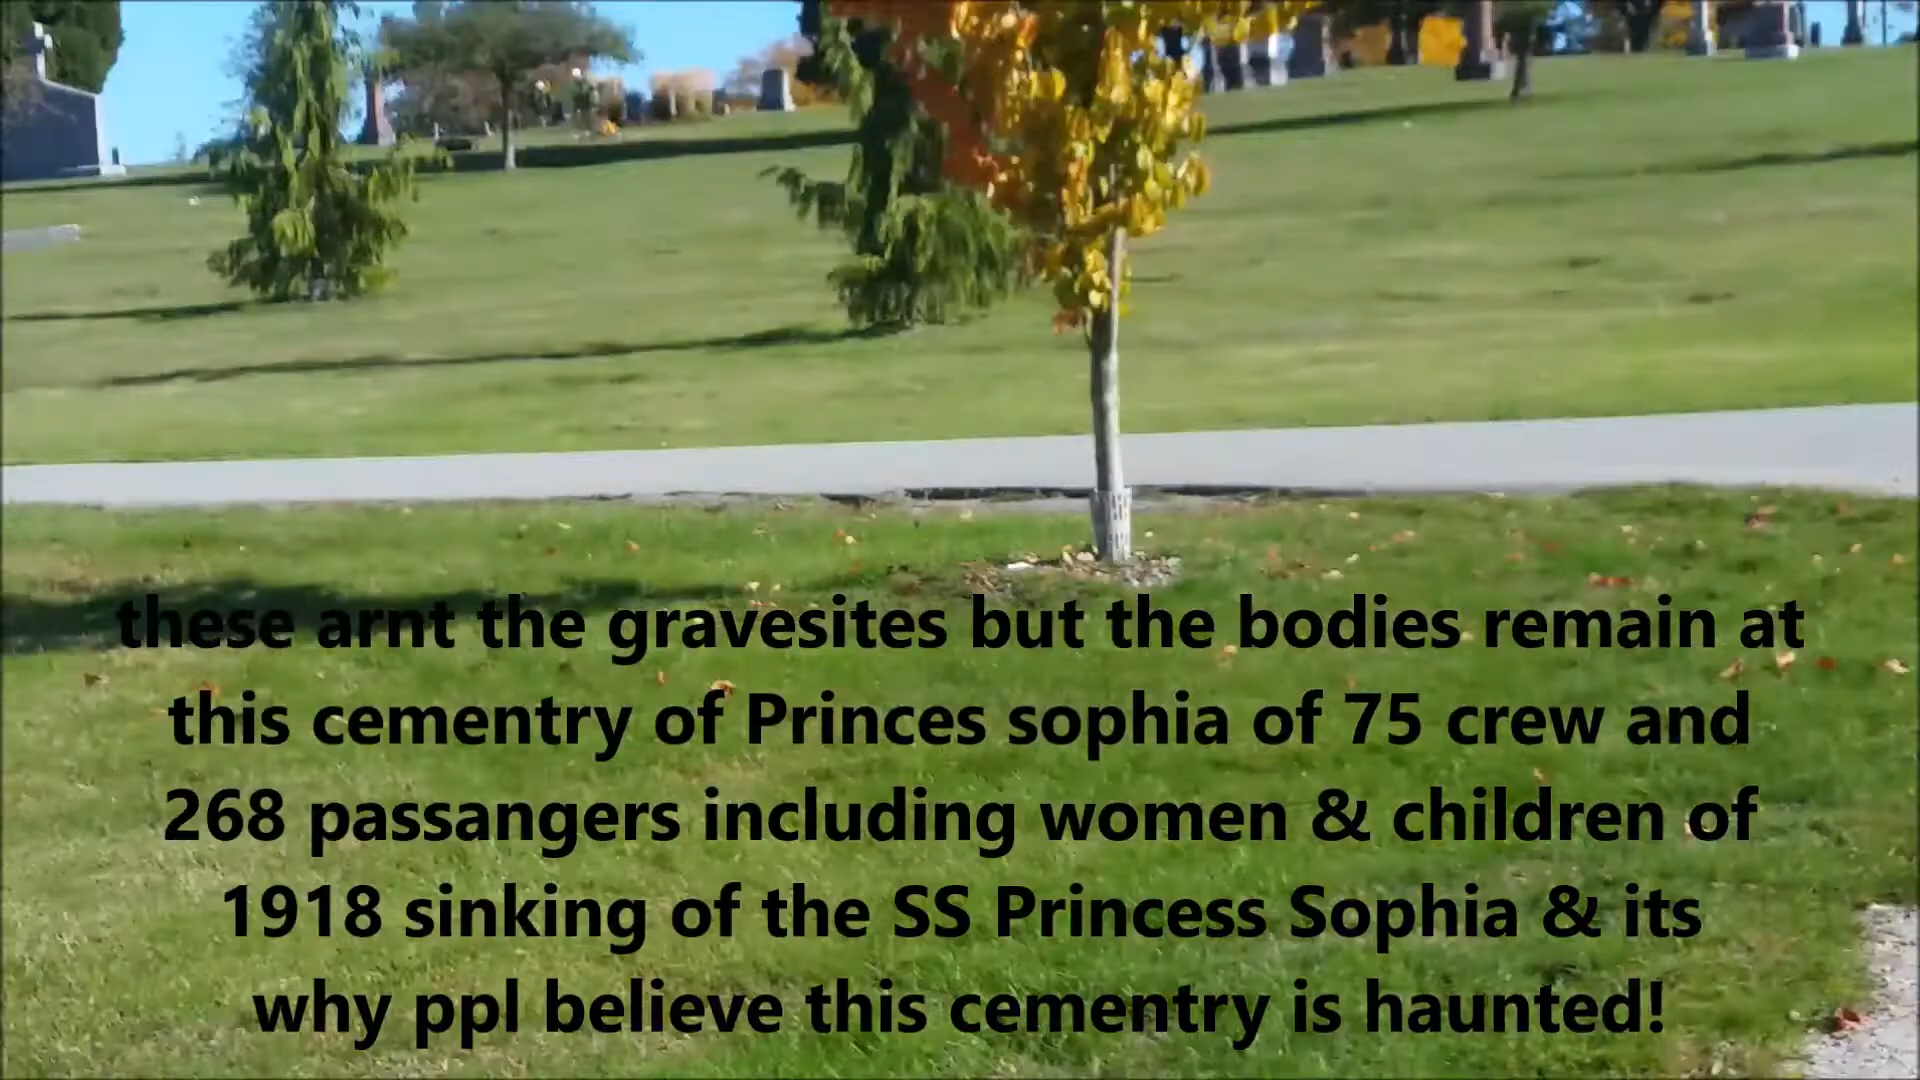 these arnt the gravesites but the bodies remain at
this cementry of Princes sophia of 75 crew and
268 passangers including women & children of
1918 sinking of the SS Princess Sophia & its
why ppl believe this cementry is haunted!